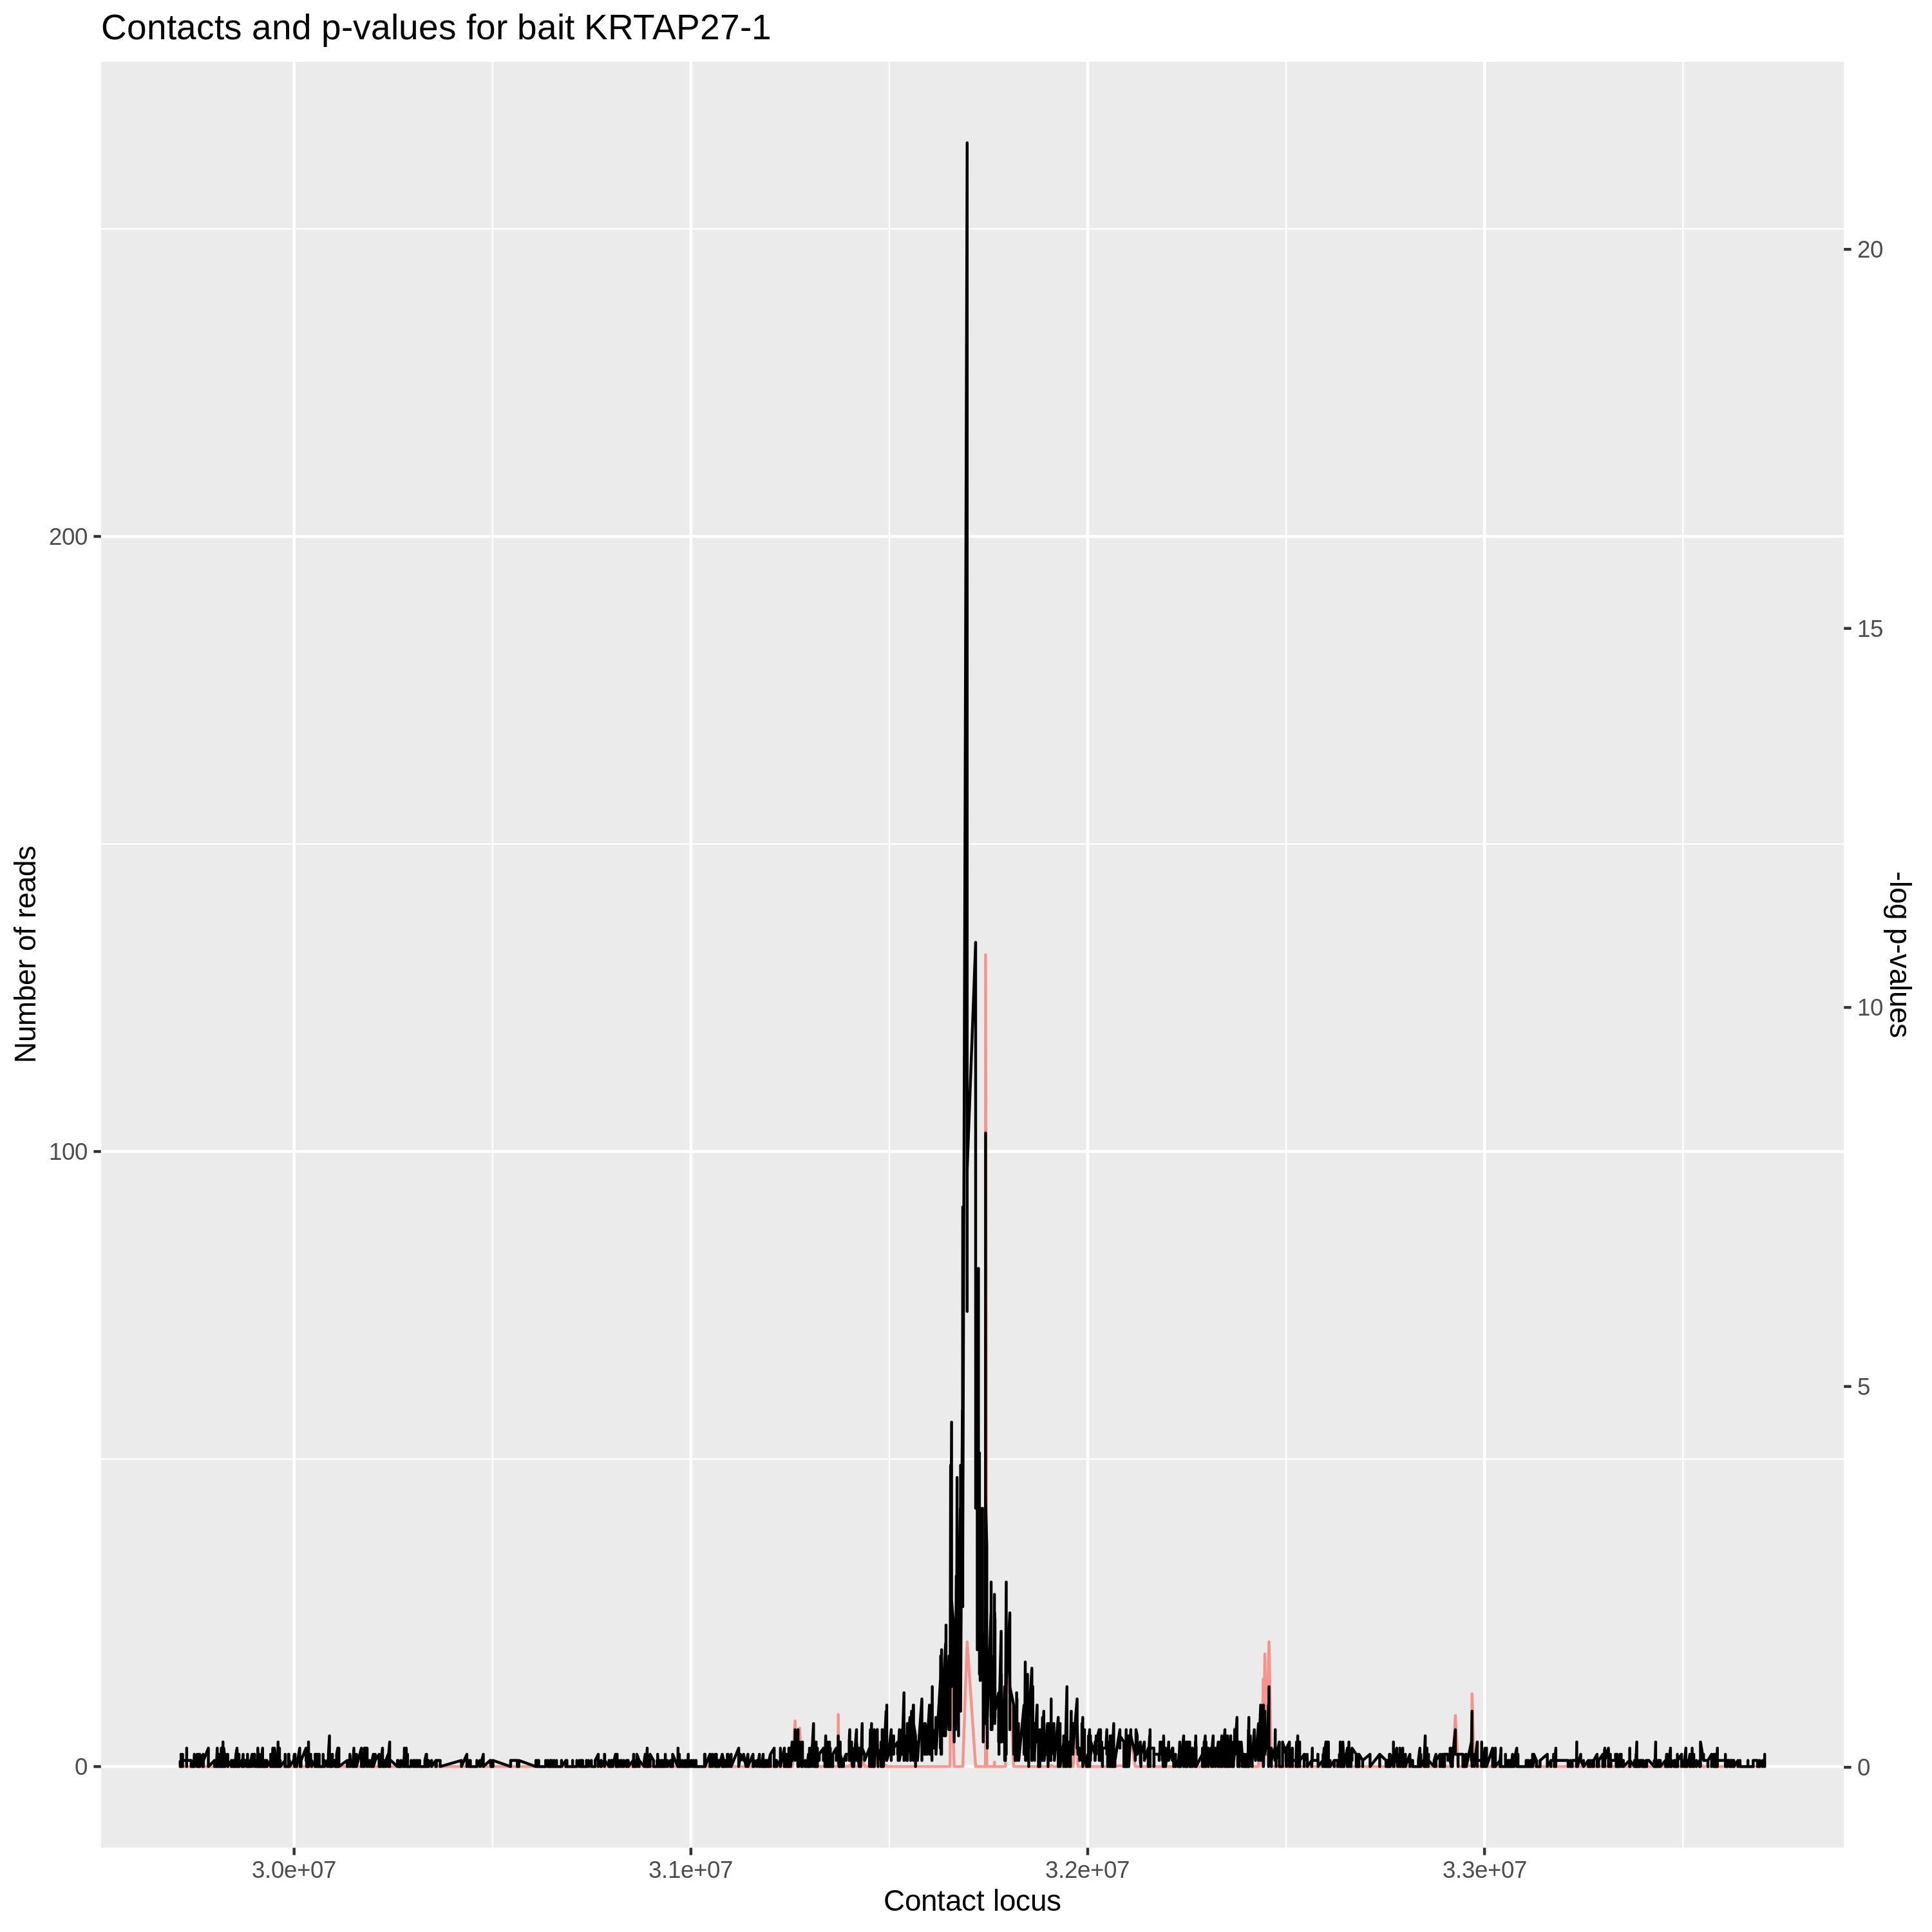 Contacts and p-values for bait KRTAP27-1
Number of reads
200
100
0
20
15
10
5
0
-log p-values
3.0e+07
3.1e+07
3.2e+07
3.3e+07
Contact locus